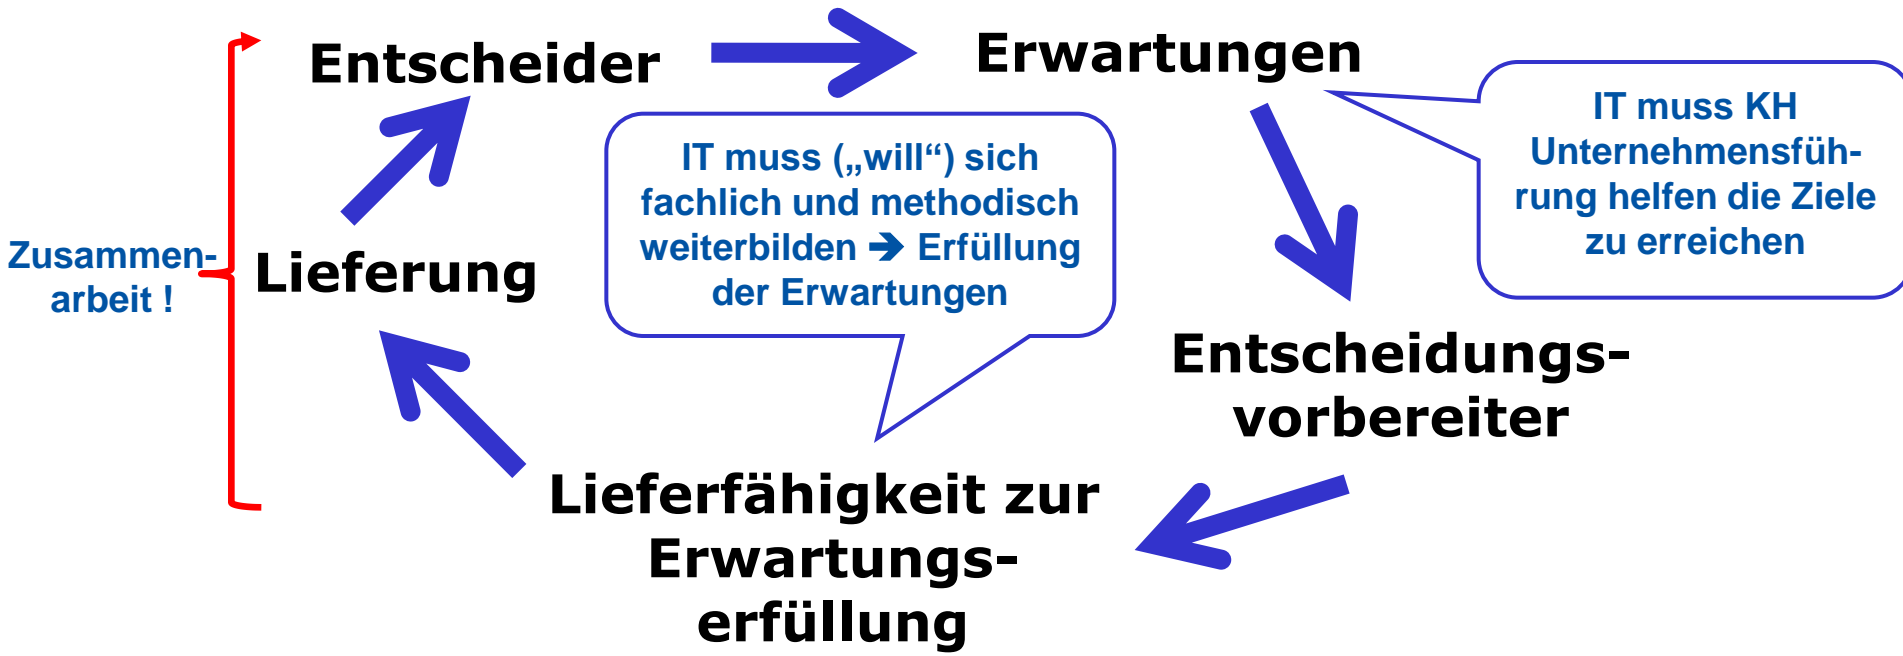 Entscheider
Erwartungen
IT muss KH
Unternehmensfüh-
rung helfen die Ziele
zu erreichen
IT muss („will“) sich
fachlich und methodisch
weiterbilden ➔ Erfüllung
der Erwartungen
Zusammen-
arbeit !
Lieferung
Entscheidungs-
vorbereiter
Lieferfähigkeit zur
Erwartungs-
erfüllung